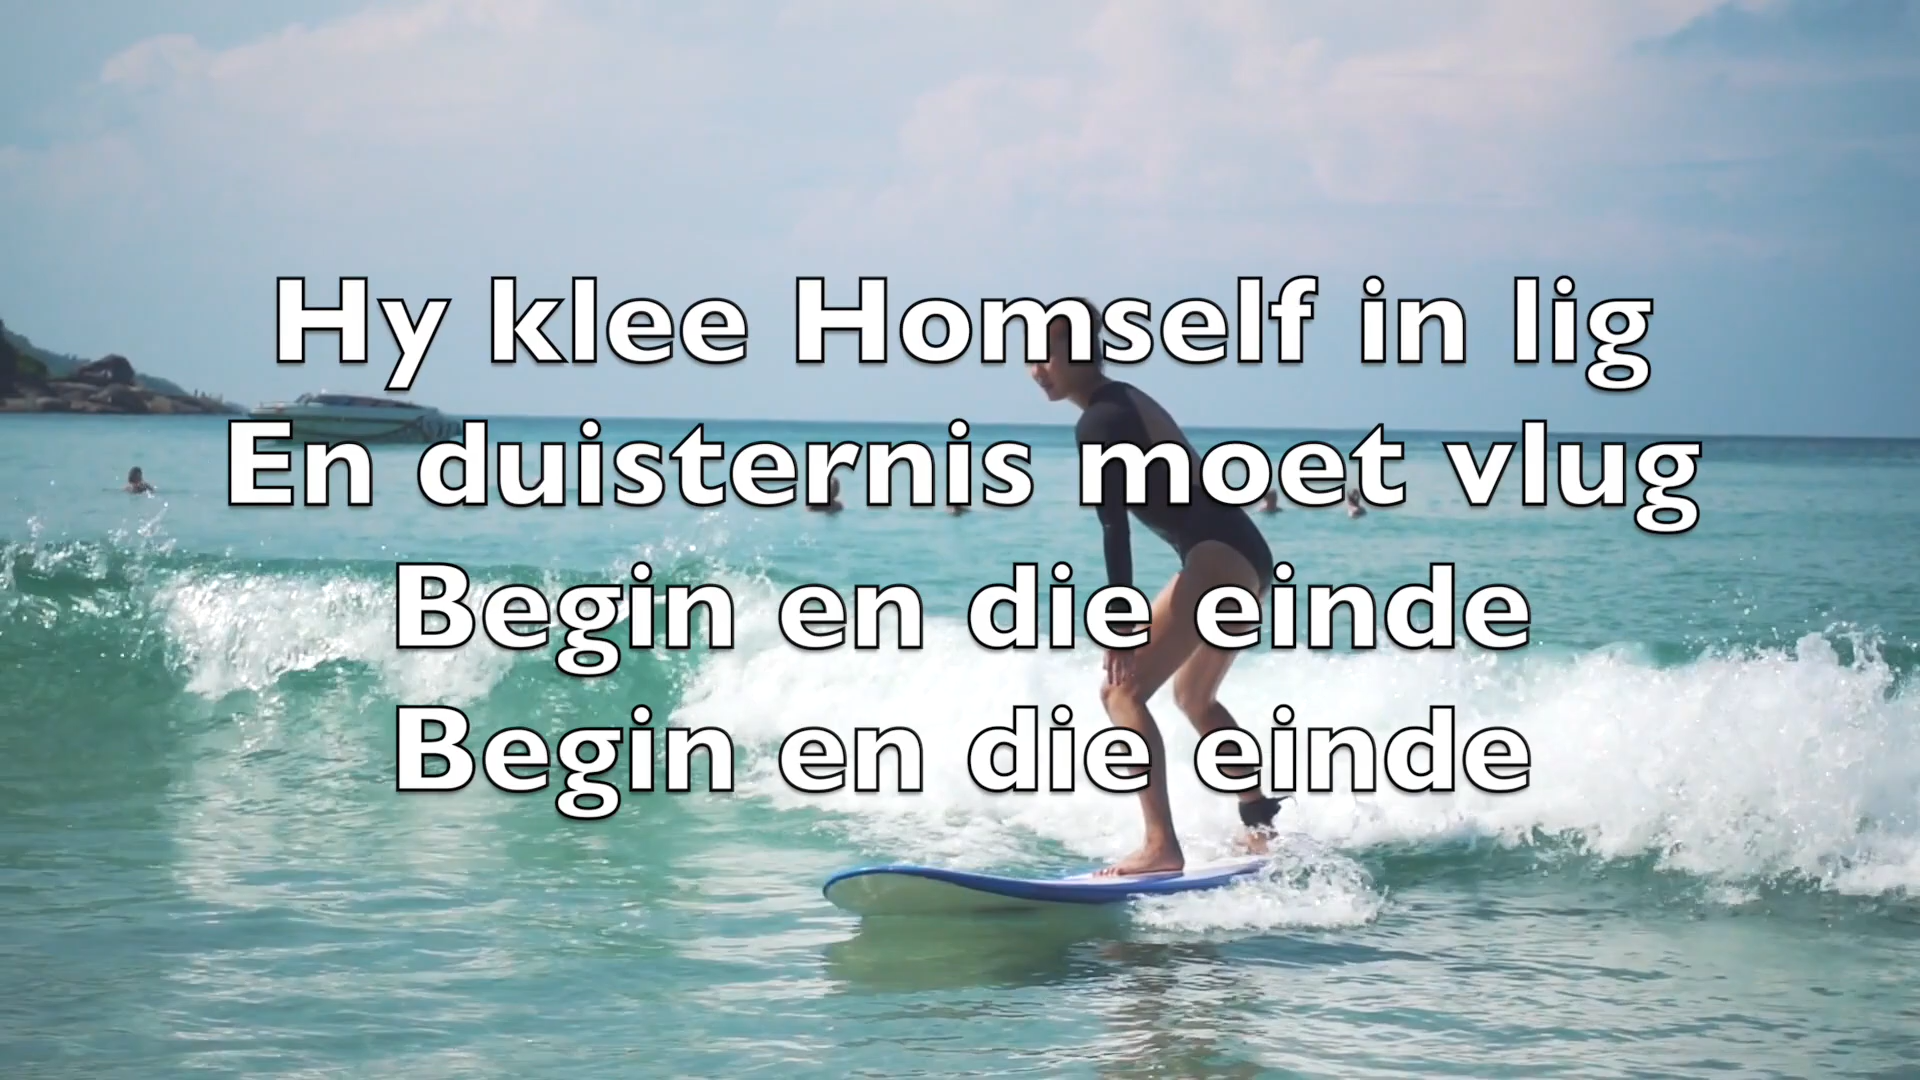 Hy klee Homself in lig
En duisternis moet vlug
Begin en die einde
Begin en die einde